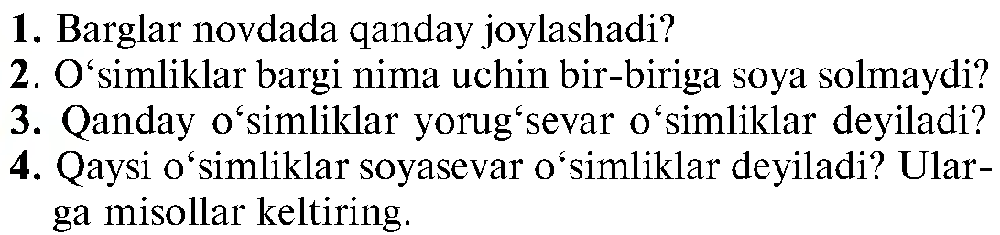 1. Barglar novdada qanday joylashadi?
2. O‘simliklar bargi nima uchin bir-biriga soya solmaydi?
3. Qanday o‘simliklar yorug‘sevar o‘simliklar deyiladi?
4. Qaysi o‘simliklar soyasevar o‘simliklar deyiladi? Ular-
ga misollar keltiring.